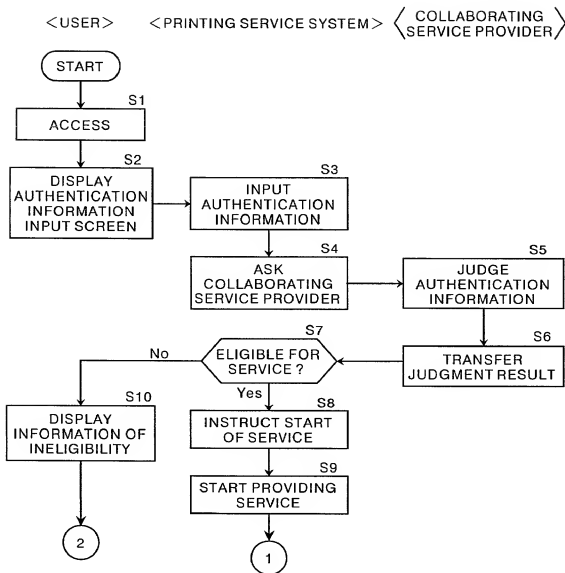 <USER>
<PRINTING SERVICE SYSTEM>
<COLLABORATING
SERVICE PROVIDER>
START
S1
ACCESS
S2
DISPLAY
AUTHENTICATION
INFORMATION
INPUT SCREEN
S3
INPUT
AUTHENTICATION
INFORMATION
S4
ASK
COLLABORATING
SERVICE PROVIDER
S5
JUDGE
AUTHENTICATION
INFORMATION
S6
TRANSFER
JUDGMENT RESULT
S7
ELIGIBLE FOR
SERVICE ?
No
Yes
S10
DISPLAY
INFORMATION OF
INELIGIBILITY
S8
INSTRUCT START
OF SERVICE
S9
START PROVIDING
SERVICE
2
1